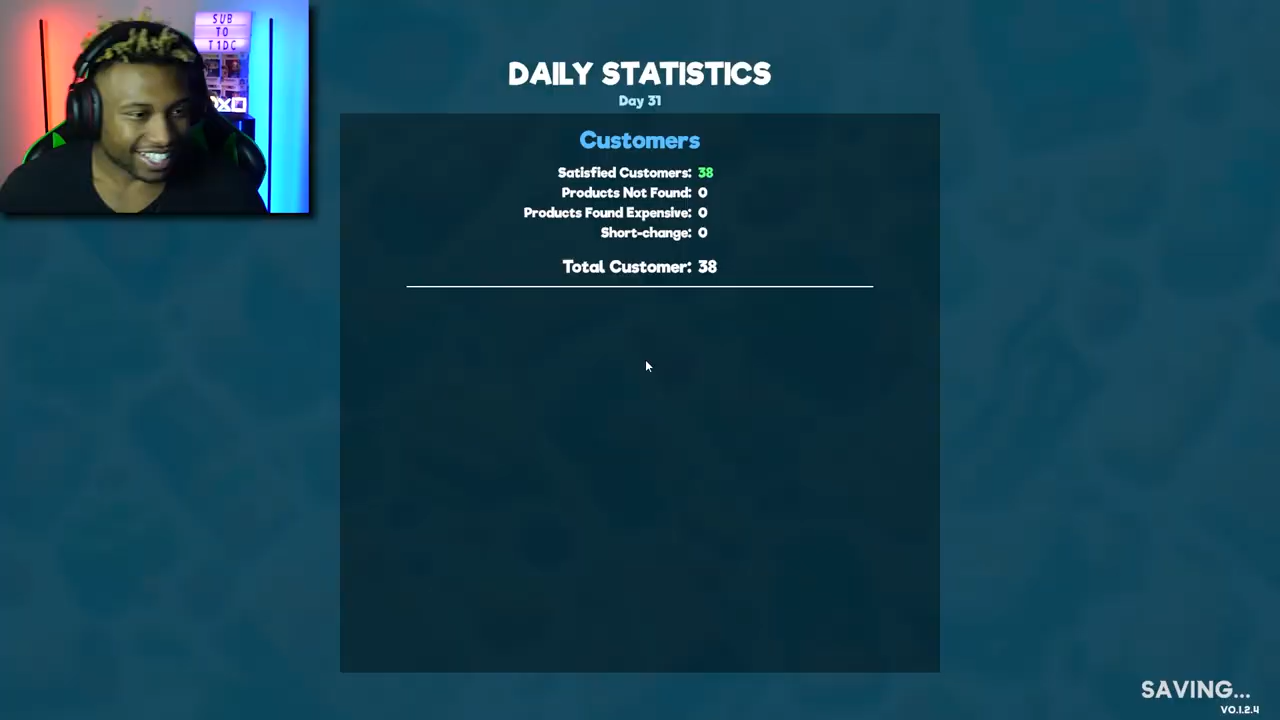 SUB
TO
T1DC
DAILY STATISTICS
Day 31
Customers
Satisfied Customers: 38
Products Not Found: 0
Products Found Expensive: 0
Short-change: 0
Total Customer: 38
SAVING...
V0.1.2.4